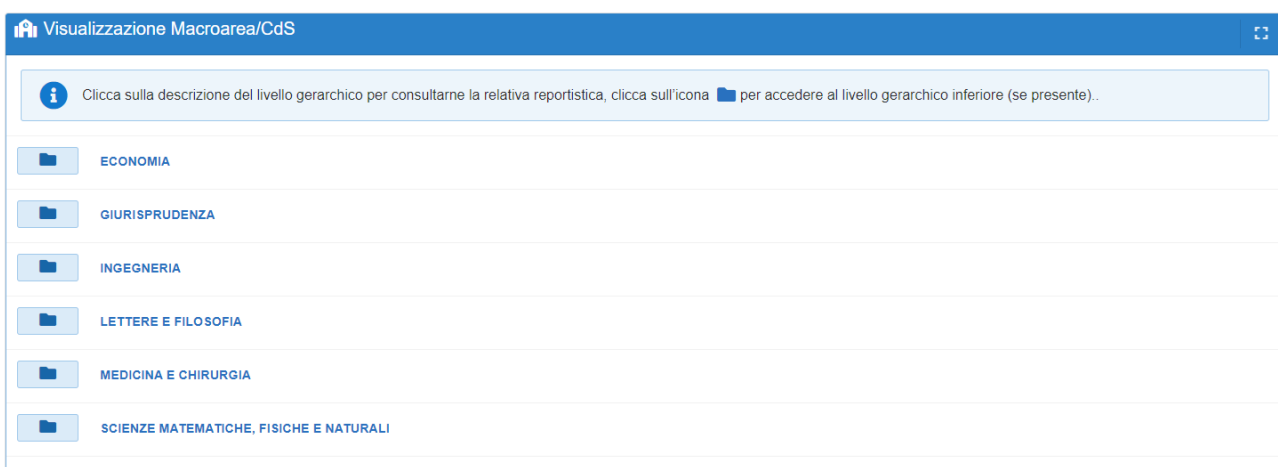 Visualizzazione Macroarea/CdS
Clicca sulla descrizione del livello gerarchico per consultarne la relativa reportistica, clicca sull'icona per accedere al livello gerarchico inferiore (se presente)..
ECONOMIA
GIURISPRUDENZA
INGEGNERIA
LETTERE E FILOSOFIA
MEDICINA E CHIRURGIA
SCIENZE MATEMATICHE, FISICHE E NATURALI